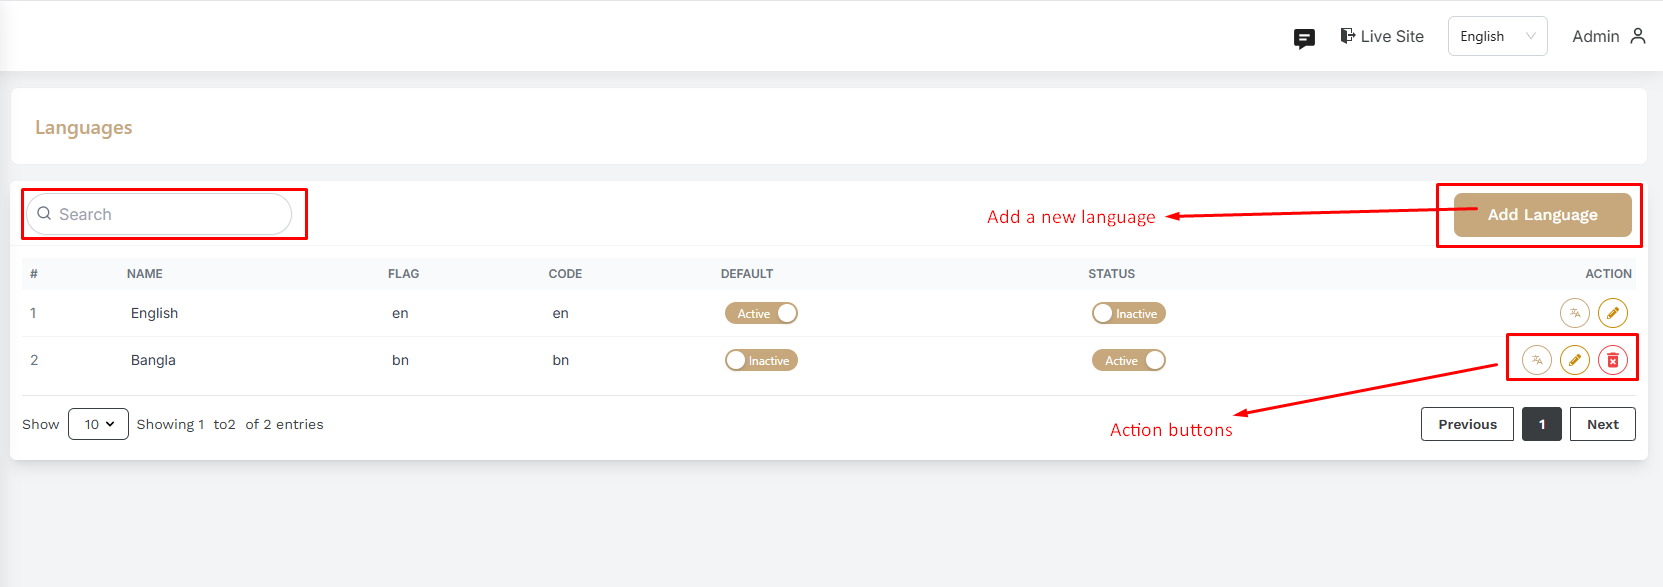 Live Site English Admin
Languages
Search
Add a new language Add Language
# NAME FLAG CODE DEFAULT STATUS ACTION
1 English en en Active Inactive
2 Bangla bn bn Inactive Active
Show 10 Showing 1 to2 of 2 entries Previous 1 Next
Action buttons